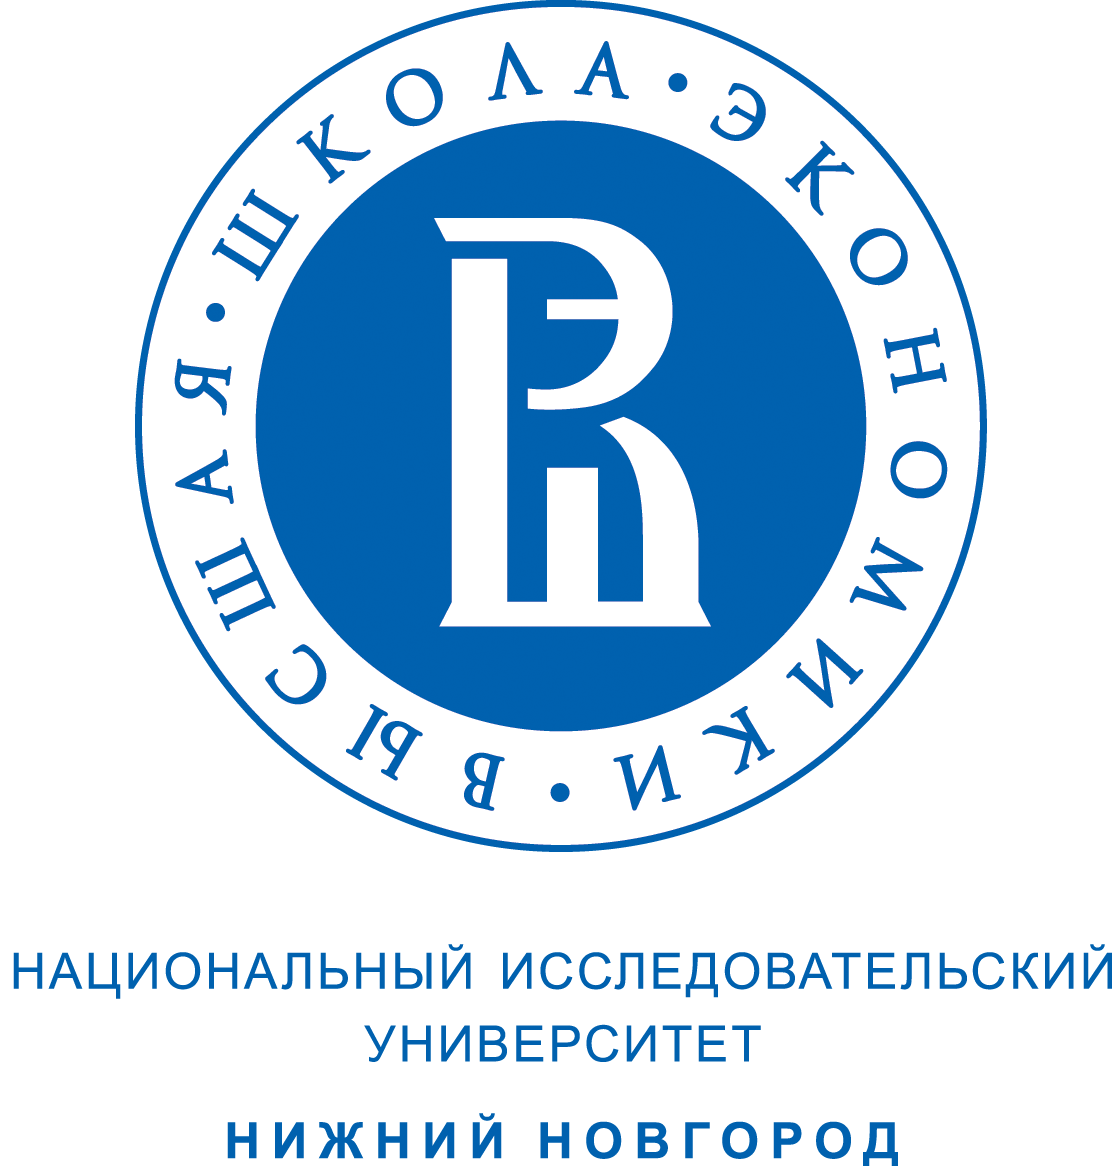 ВЫСШАЯ · ШКОЛА · ЭКОНОМИКИ ·
НАЦИОНАЛЬНЫЙ ИССЛЕДОВАТЕЛЬСКИЙ
УНИВЕРСИТЕТ
НИЖНИЙ НОВГОРОД